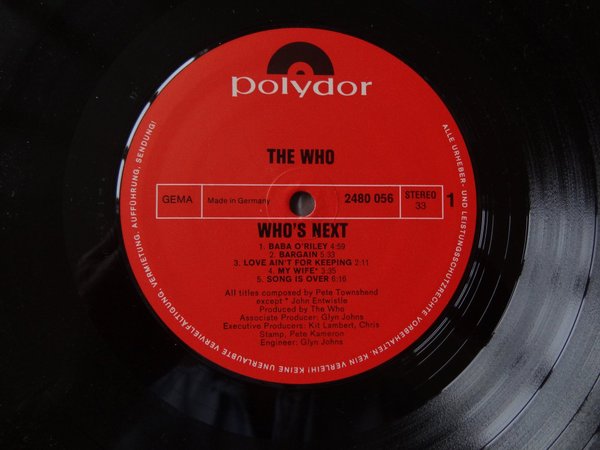 polydor
THE WHO
GEMA
Made in Germany
2480 056
STEREO
33
1
WHO'S NEXT
1. BABA O'RILEY 4:59
2. BARGAIN 5:33
3. LOVE AIN'T FOR KEEPING 2:11
4. MY WIFE* 3:35
5. SONG IS OVER 6:16
All titles composed by Pete Townshend
except * John Entwistle
Produced by The Who
Associate Producer: Glyn Johns
Executive Producers: Kit Lambert, Chris
Stamp, Pete Kameron
Engineer: Glyn Johns
ALLE URHEBER- UND LEISTUNGSSCHUTZRECHTE VORBEHALTEN. KEIN VERLEIH! KEINE UNERLAUBTE VERVIELFÄLTIGUNG, VERMIETUNG, AUFFÜHRUNG, SENDUNG!